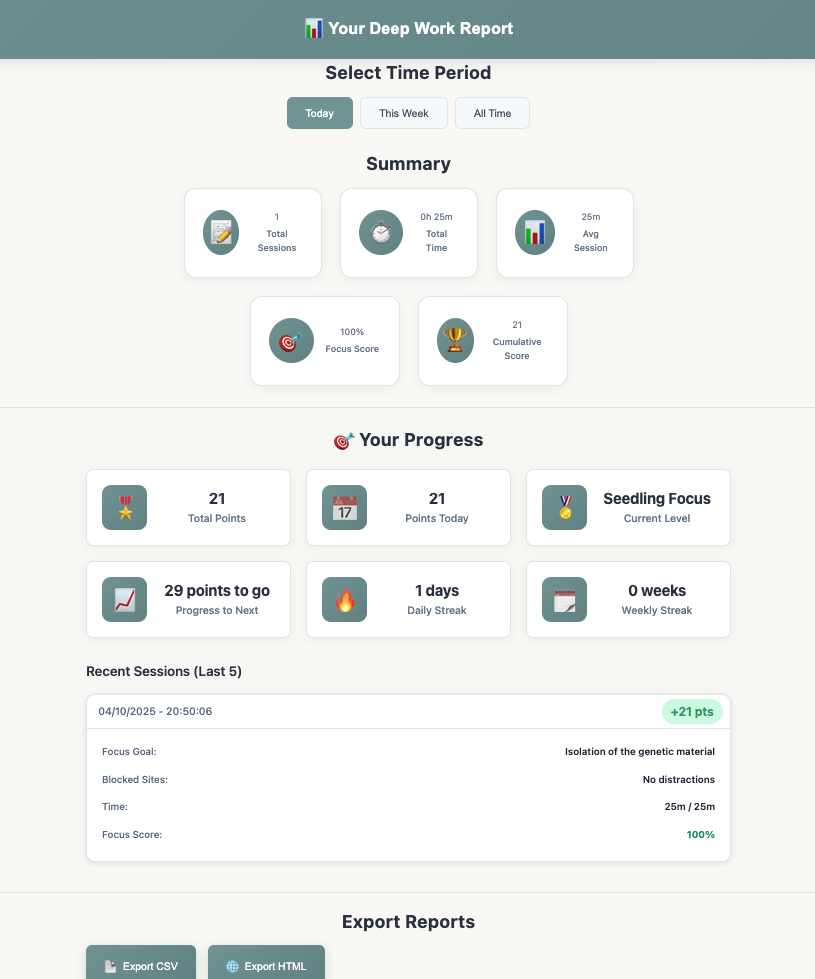 Your Deep Work Report
Select Time Period
Today
This Week
All Time
Summary
1
Total
Sessions
0h 25m
Total
Time
25m
Avg
Session
100%
Focus Score
21
Cumulative
Score
Your Progress
21
Total Points
17
21
Points Today
Seedling Focus
Current Level
29 points to go
Progress to Next
1 days
Daily Streak
0 weeks
Weekly Streak
Recent Sessions (Last 5)
04/10/2025 - 20:50:06
+21 pts
Focus Goal:
Isolation of the genetic material
Blocked Sites:
No distractions
Time:
25m / 25m
Focus Score:
100%
Export Reports
Export CSV
Export HTML